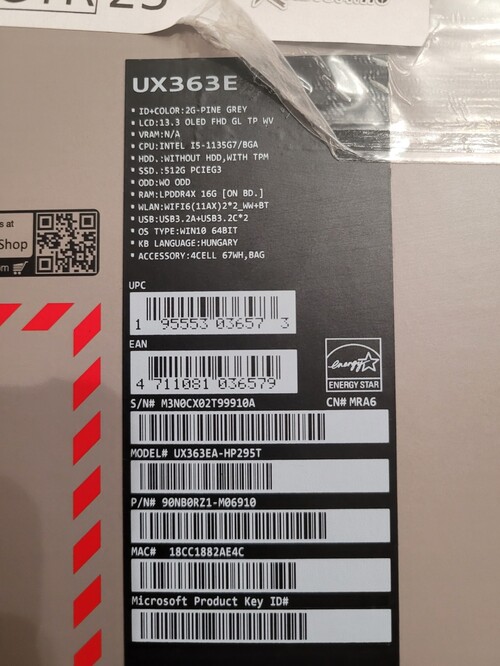 UX363E
* ID+COLOR:2G-PINE GREY
* LCD:13.3 OLED FHD GL TP WV
* VRAM:N/A
* CPU:INTEL I5-1135G7/BGA
* HDD.:WITHOUT HDD,WITH TPM
* SSD.:512G PCIEG3
* ODD:WO ODD
* RAM:LPDDR4X 16G [ON BD.]
* WLAN:WIFI6(11AX)2*2_WW+BT
* USB:USB3.2A+USB3.2C*2
* OS TYPE:WIN10 64BIT
* KB LANGUAGE:HUNGARY
* ACCESSORY:4CELL 67WH,BAG
s at
Shop
om
UPC
1 95553 03657 3
EAN
4 711081 036579
energy
ENERGY STAR
S/N# M3N0CX02T99910A
CN# MRA6
MODEL# UX363EA-HP295T
P/N# 90NB0RZ1-M06910
MAC# 18CC1882AE4C
Microsoft Product Key ID#